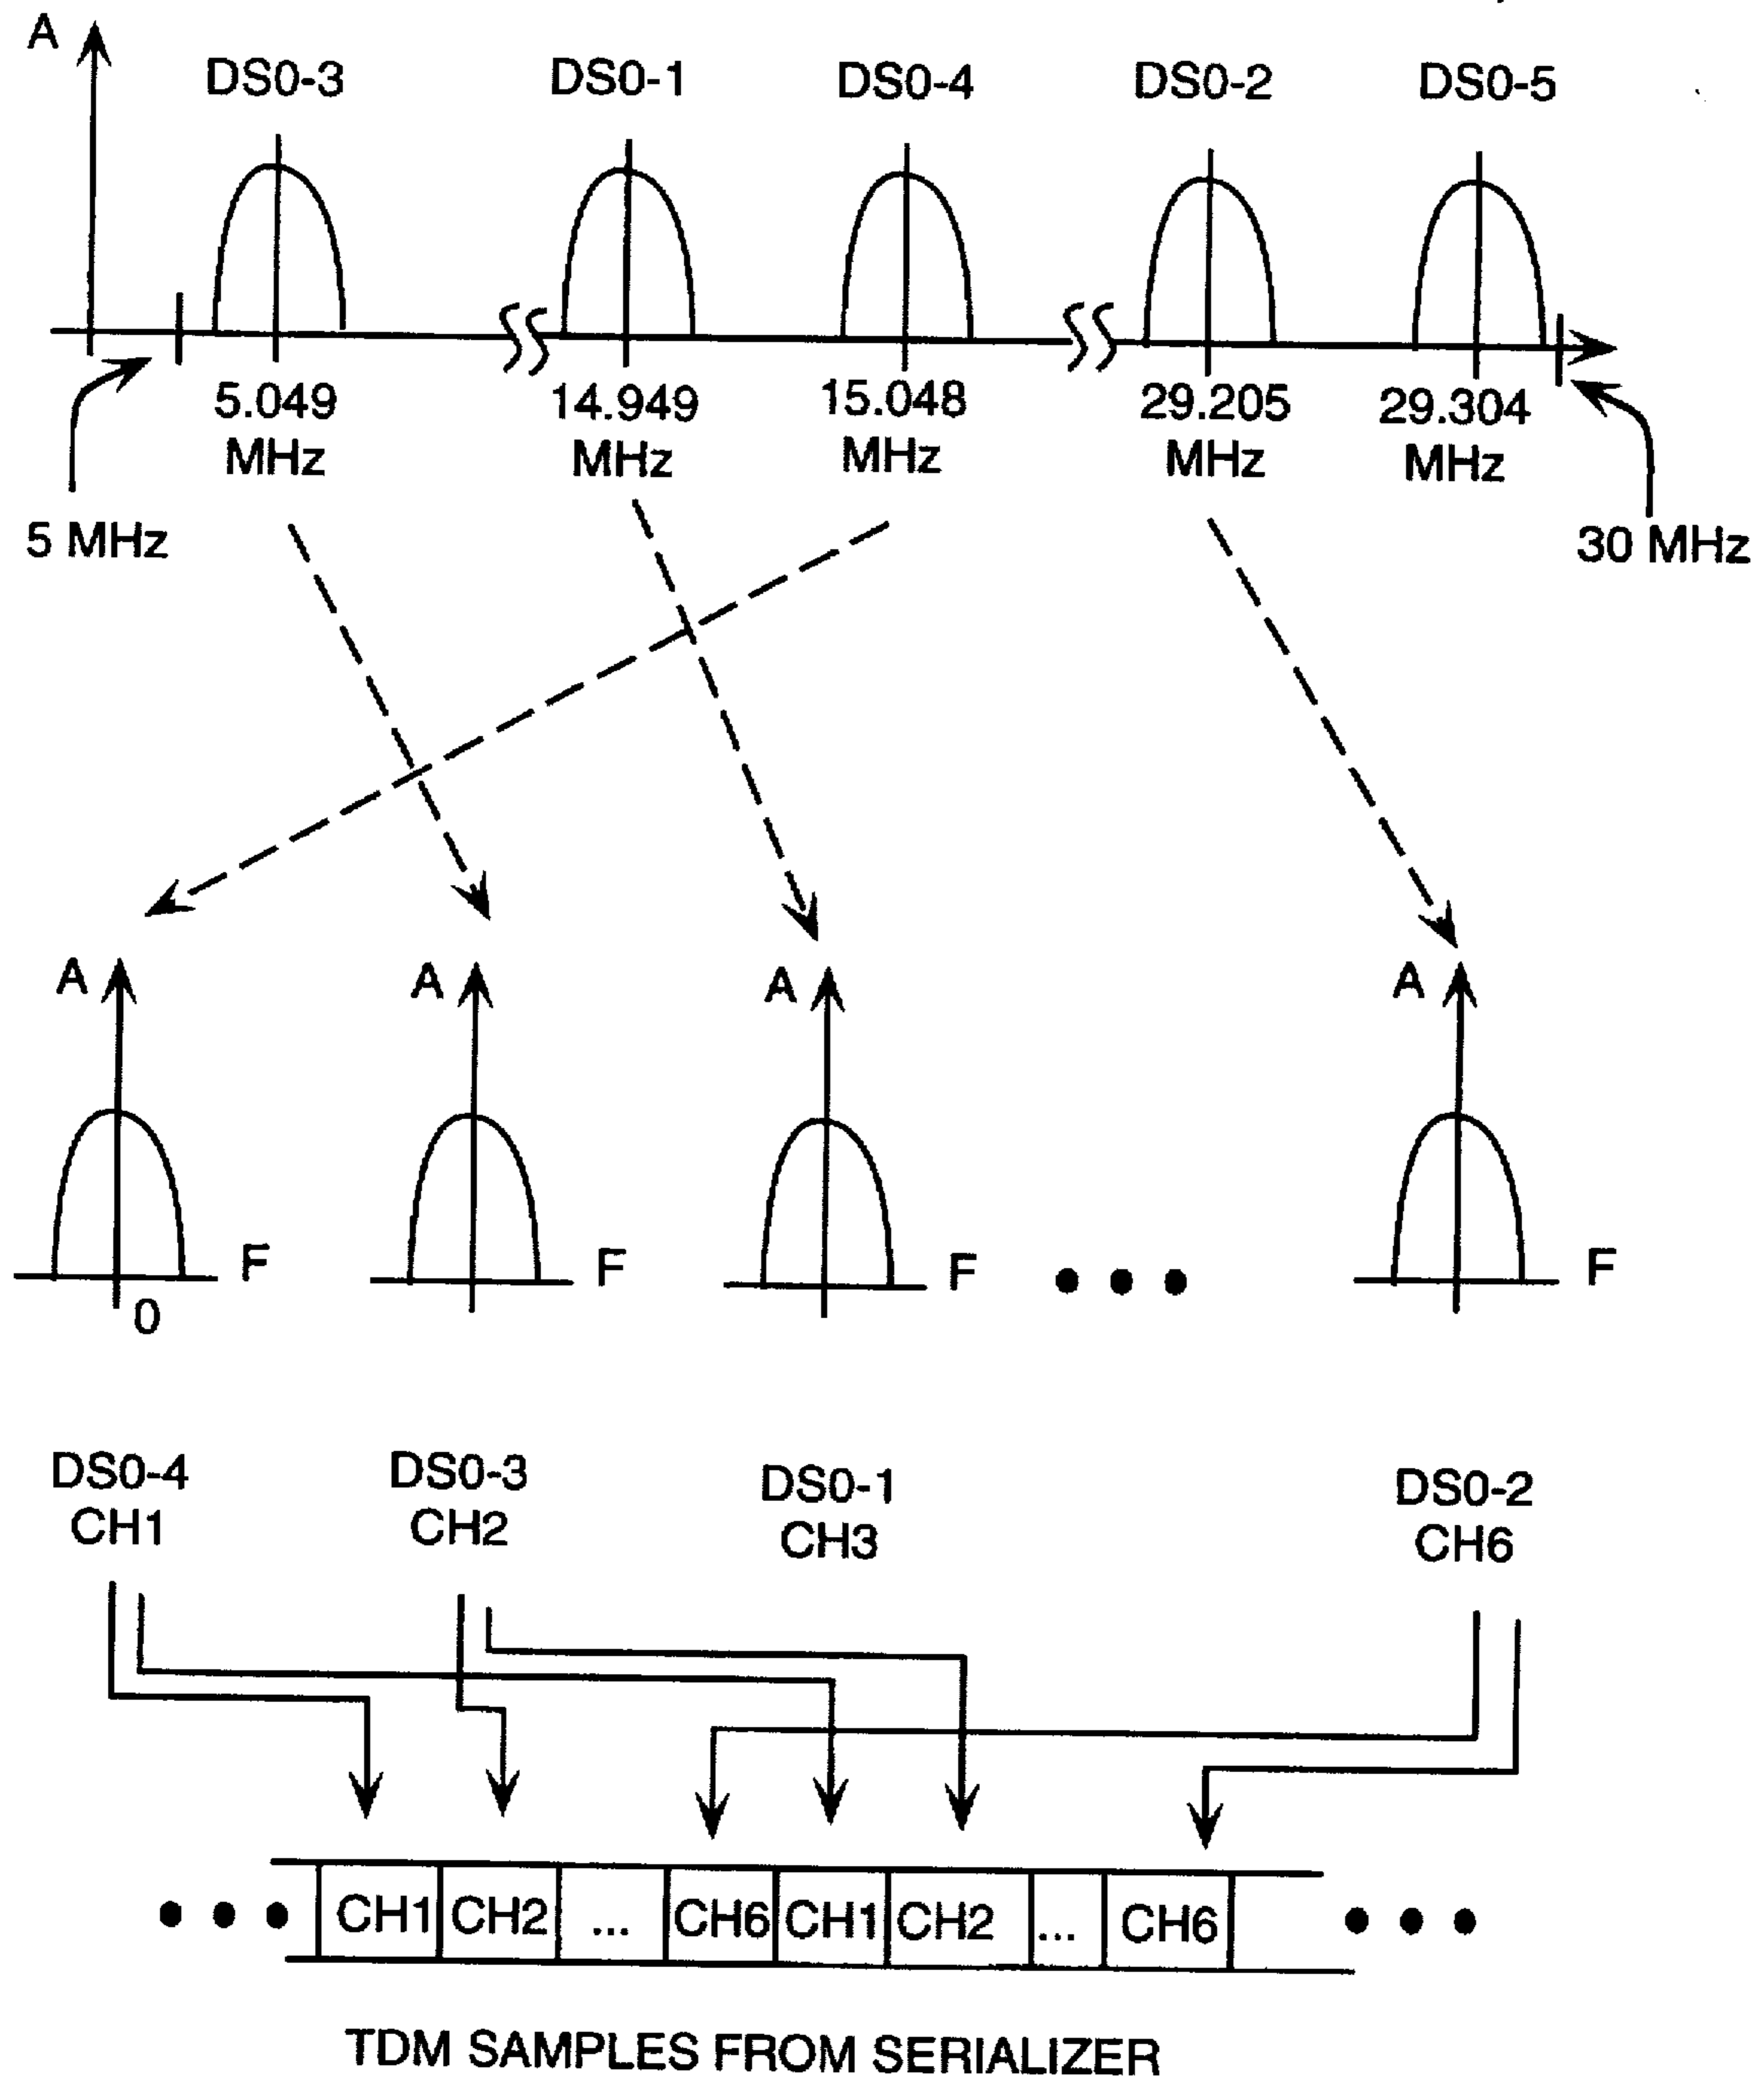 A
DS0-3 DS0-1 DS0-4 DS0-2 DS0-5
5.049 MHz 14.949 MHz 15.048 MHz 29.205 MHz 29.304 MHz
5 MHz 30 MHz
A A A A
F F F F
0
DS0-4 DS0-3 DS0-1 DS0-2
CH1 CH2 CH3 CH6
CH1 CH2 ... CH6 CH1 CH2 ... CH6
TDM SAMPLES FROM SERIALIZER